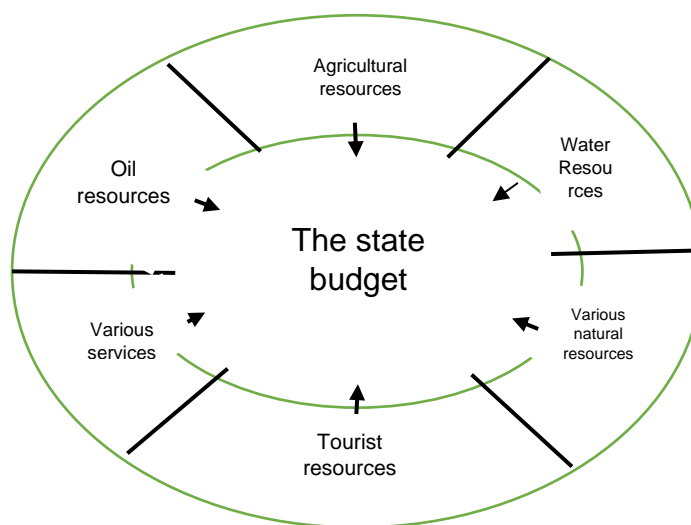 Agricultural
resources
Water
Resou
rces
Oil
resources
The state
budget
Various
services
Various
natural
resources
Tourist
resources